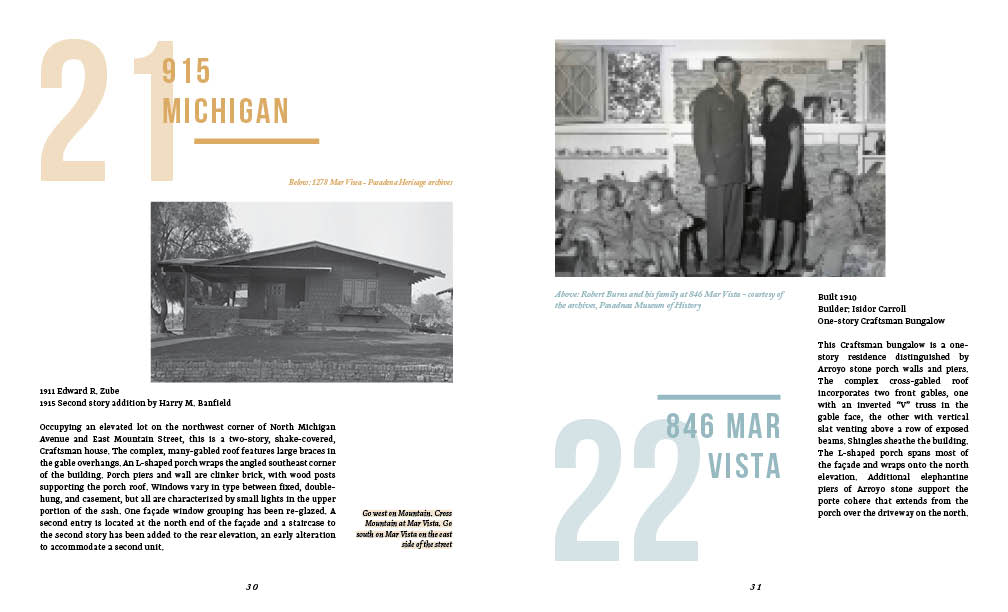 21
915
MICHIGAN
Below: 1278 Mar Vista - Pasadena Heritage archives
1911 Edward R. Zube
1915 Second story addition by Harry M. Banfield
Occupying an elevated lot on the northwest corner of North Michigan
Avenue and East Mountain Street, this is a two-story, shake-covered,
Craftsman house. The complex, many-gabled roof features large braces in
the gable overhangs. An L-shaped porch wraps the angled southeast corner
of the building. Porch piers and wall are clinker brick, with wood posts
supporting the porch roof. Windows vary in type between fixed, double-
hung, and casement, but all are characterized by small lights in the upper
portion of the sash. One façade window grouping has been re-glazed. A
second entry is located at the north end of the façade and a staircase to
the second story has been added to the rear elevation, an early alteration
to accommodate a second unit.
Go west on Mountain. Cross
Mountain at Mar Vista. Go
south on Mar Vista on the east
side of the street
30
Above: Robert Burns and his family at 846 Mar Vista - courtesy of
the archives, Pasadnea Museum of History
Built 1910
Builder: Isidor Carroll
One-story Craftsman Bungalow
This Craftsman bungalow is a one-
story residence distinguished by
Arroyo stone porch walls and piers.
The complex cross-gabled roof
incorporates two front gables, one
with an inverted “V” truss in the
gable face, the other with vertical
slat venting above a row of exposed
beams. Shingles sheathe the building.
The L-shaped porch spans most of
the façade and wraps onto the north
elevation. Additional elephantine
piers of Arroyo stone support the
porte cohere that extends from the
porch over the driveway on the north.
22
846 MAR
VISTA
31